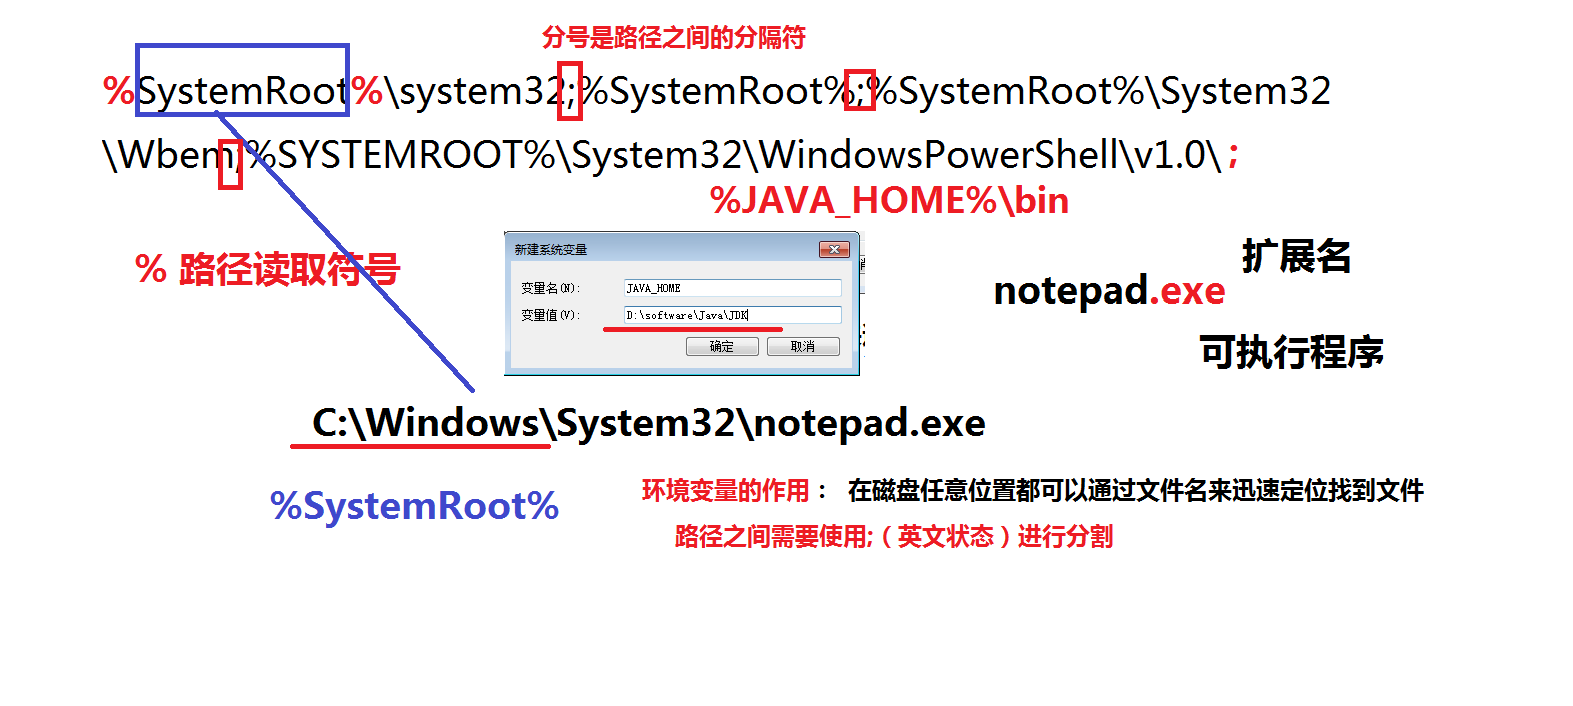 分号是路径之间的分隔符
%SystemRoot%\system32;%SystemRoot%;%SystemRoot%\System32
\Wbem;%SYSTEMROOT%\System32\WindowsPowerShell\v1.0\;
%JAVA_HOME%\bin
% 路径读取符号
新建系统变量
变量名(N):
JAVA_HOME
变量值(V):
D:\software\Java\JDK
确定
取消
扩展名
notepad.exe
可执行程序
C:\Windows\System32\notepad.exe
%SystemRoot%
环境变量的作用： 在磁盘任意位置都可以通过文件名来迅速定位找到文件
路径之间需要使用;（英文状态）进行分割